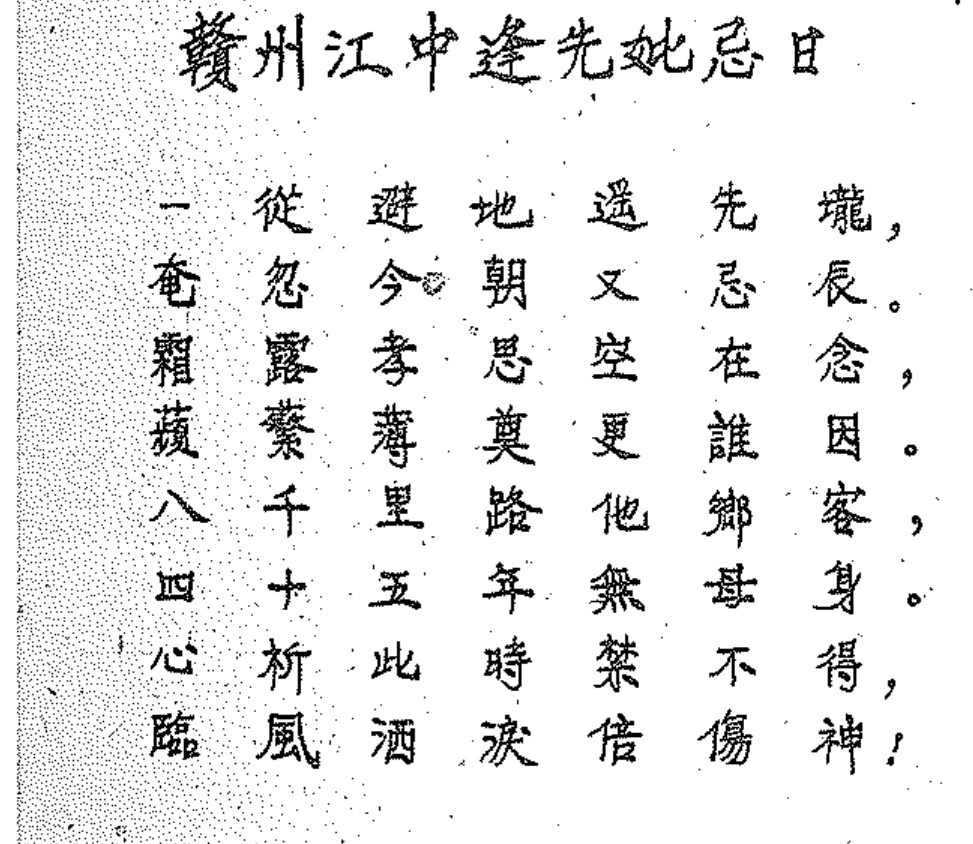 贛州江中逢先妣忌日
一從避地遥先壠，
奄忽今朝又忌辰。
霜露孝思空在念，
蘋蘩薄奠更誰因。
八千里路他鄉客，
四十五年無母身。
心析此時禁不得，
臨風洒淚倍傷神！